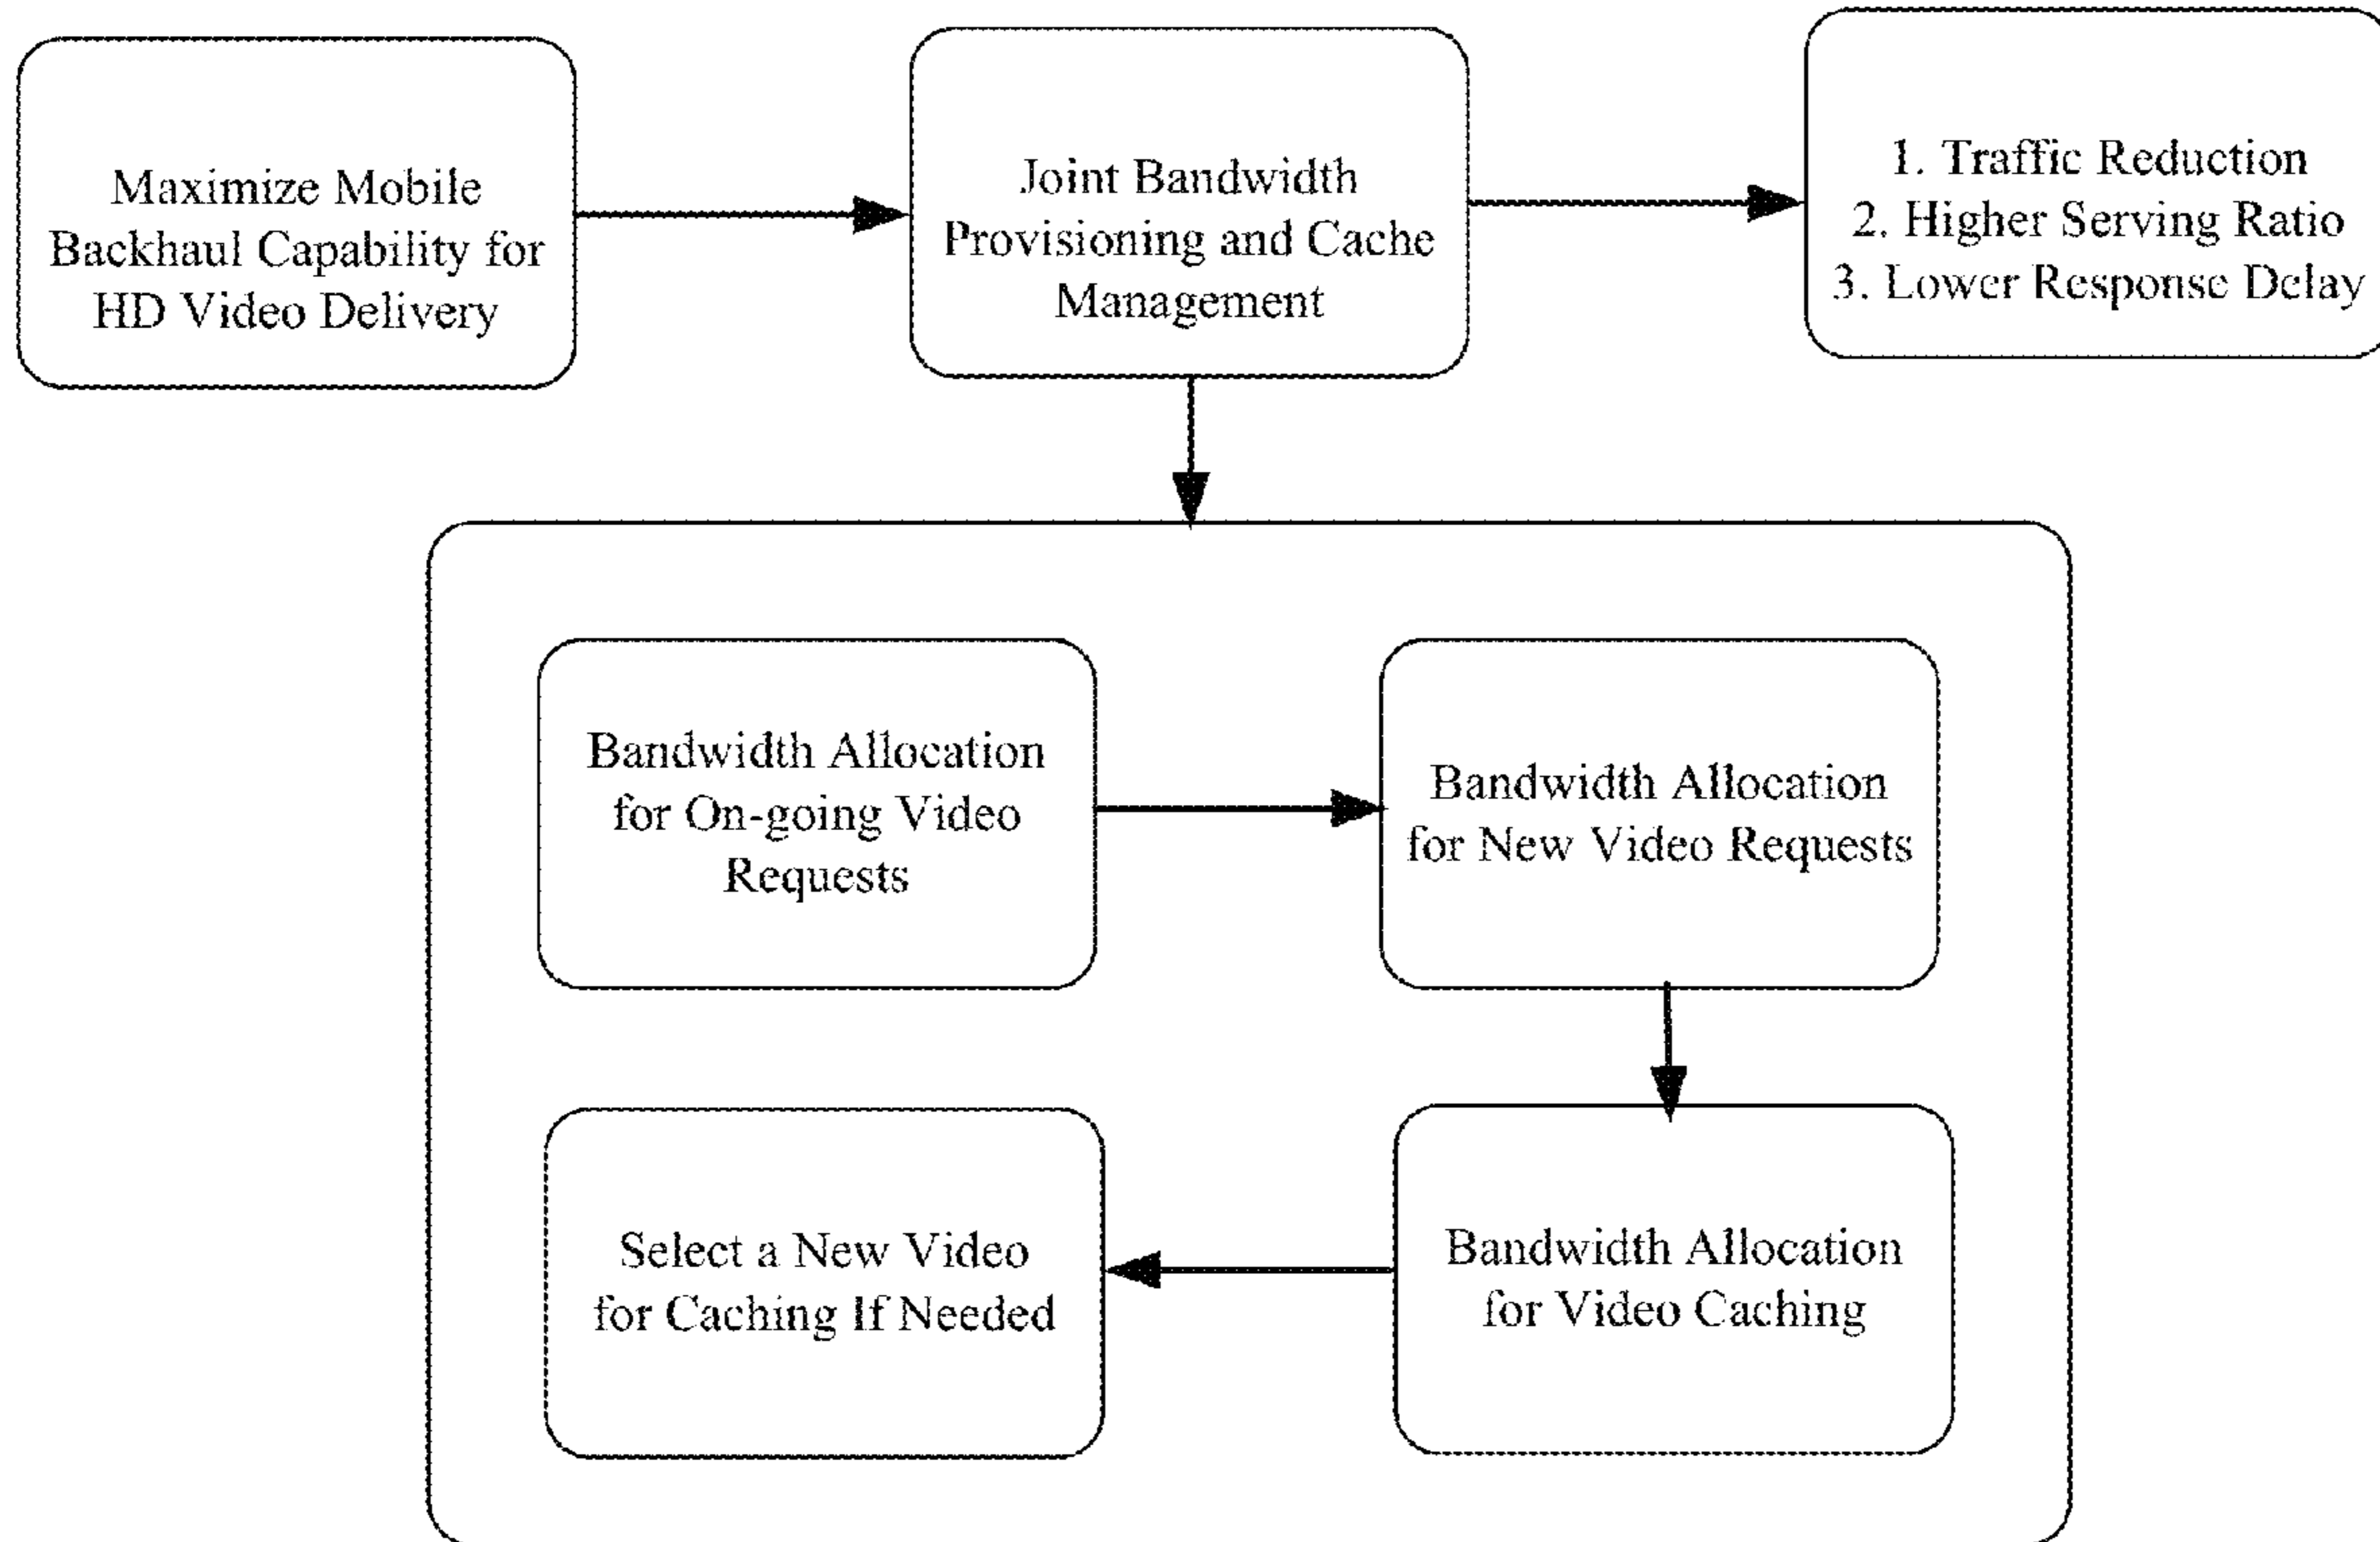 Maximize Mobile
Backhaul Capability for
HD Video Delivery
Joint Bandwidth
Provisioning and Cache
Management
1. Traffic Reduction
2. Higher Serving Ratio
3. Lower Response Delay
Bandwidth Allocation
for On-going Video
Requests
Bandwidth Allocation
for New Video Requests
Select a New Video
for Caching If Needed
Bandwidth Allocation
for Video Caching